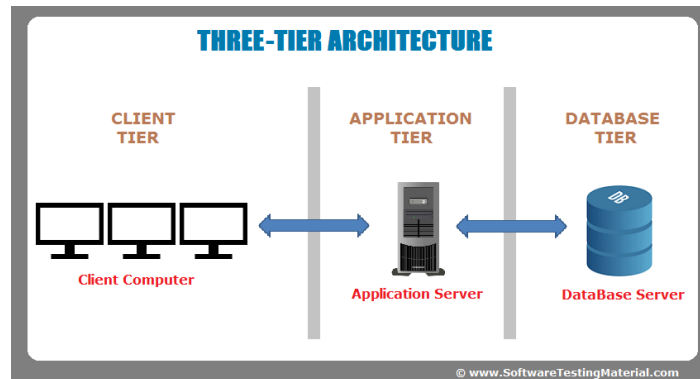 THREE-TIER ARCHITECTURE
CLIENT
TIER
APPLICATION
TIER
DATABASE
TIER
DB
Client Computer
Application Server
DataBase Server
© www.SoftwareTestingMaterial.com